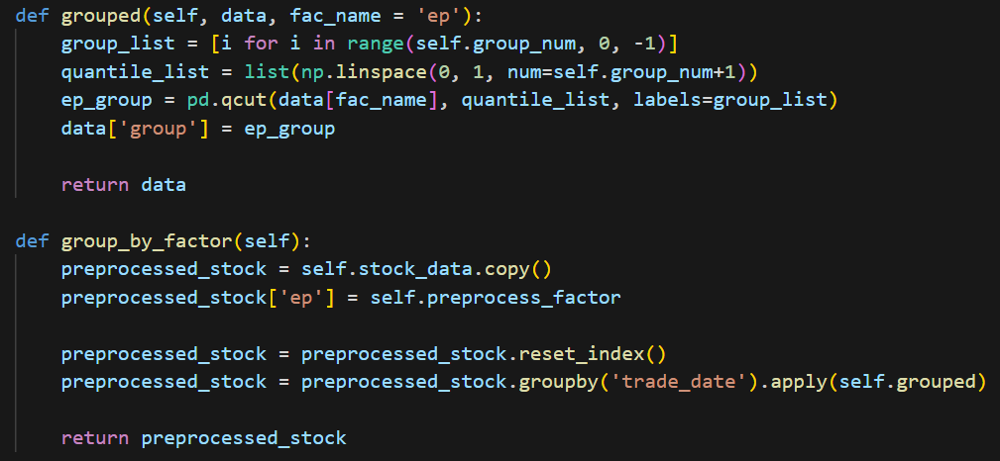 def grouped(self, data, fac_name = 'ep'):
    group_list = [i for i in range(self.group_num, 0, -1)]
    quantile_list = list(np.linspace(0, 1, num=self.group_num+1))
    ep_group = pd.qcut(data[fac_name], quantile_list, labels=group_list)
    data['group'] = ep_group

    return data

def group_by_factor(self):
    preprocessed_stock = self.stock_data.copy()
    preprocessed_stock['ep'] = self.preprocess_factor

    preprocessed_stock = preprocessed_stock.reset_index()
    preprocessed_stock = preprocessed_stock.groupby('trade_date').apply(self.grouped)

    return preprocessed_stock